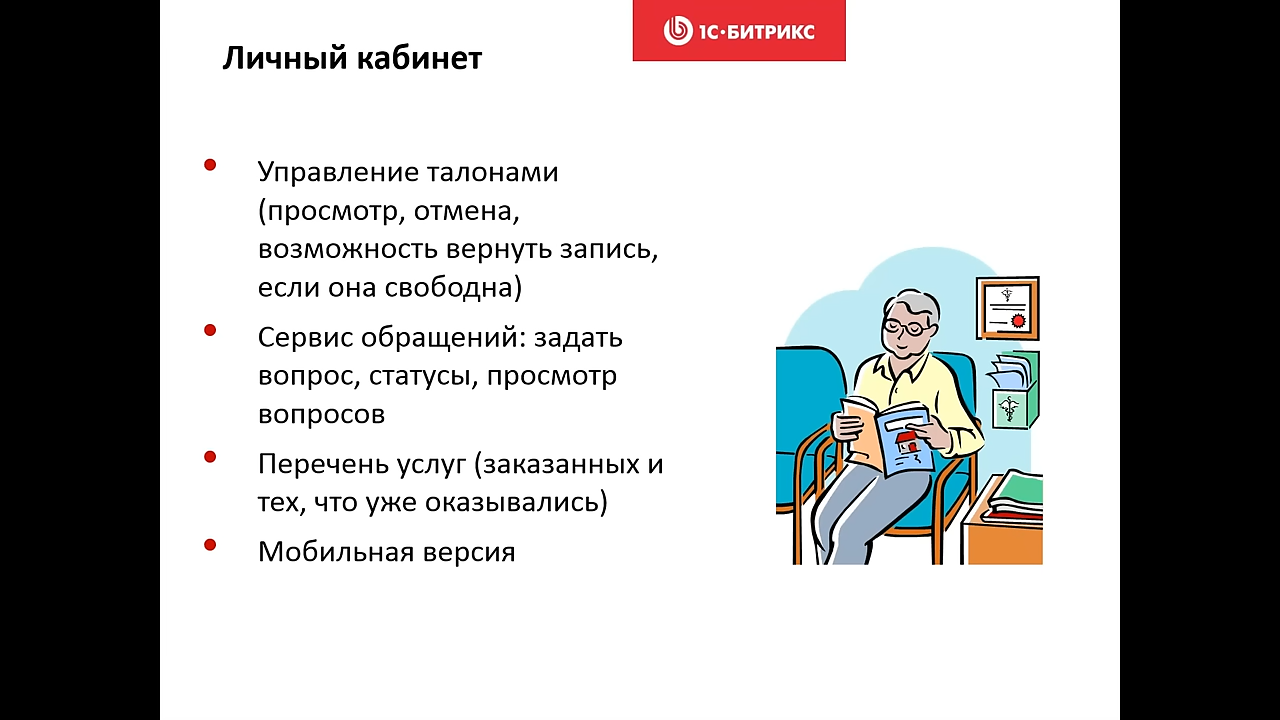 Личный кабинет
1С·БИТРИКС
Управление талонами
(просмотр, отмена,
возможность вернуть запись,
если она свободна)
Сервис обращений: задать
вопрос, статусы, просмотр
вопросов
Перечень услуг (заказанных и
тех, что уже оказывались)
Мобильная версия